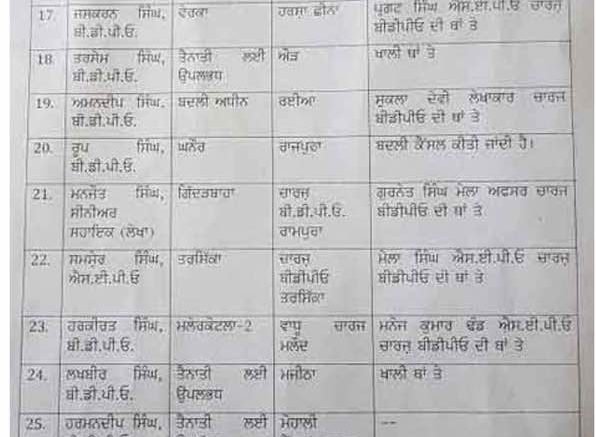 17. ਜਸਕਰਨ ਸਿੰਘ, ਵੇਰਕਾ ਹਰਸਾ ਛੀਨਾ ਪ੍ਰਗਟ ਸਿੰਘ ਐਸ.ਈ.ਪੀ.ਓ ਚਾਰਜ
ਬੀ.ਡੀ.ਪੀ.ਓ. ਬੀਡੀਪੀਓ ਦੀ ਥਾਂ ਤੇ
18. ਤਰਸੇਮ ਸਿੰਘ, ਤੈਨਾਤੀ ਲਈ ਔੜ ਖਾਲੀ ਥਾਂ ਤੇ
ਬੀ.ਡੀ.ਪੀ.ਓ. ਉਪਲਬਧ
19. ਅਮਨਦੀਪ ਸਿੰਘ, ਬਦਲੀ ਅਧੀਨ ਰਈਆ ਸੁਕਲਾ ਦੇਵੀ ਲੇਖਾਕਾਰ ਚਾਰਜ
ਬੀ.ਡੀ.ਪੀ.ਓ. ਬੀਡੀਪੀਓ ਦੀ ਥਾਂ ਤੇ
20. ਰੂਪ ਸਿੰਘ, ਘਨੌਰ ਰਾਜਪੁਰਾ ਬਦਲੀ ਕੈਂਸਲ ਕੀਤੀ ਜਾਂਦੀ ਹੈ।
ਬੀ.ਡੀ.ਪੀ.ਓ.
21. ਮਨਜੀਤ ਸਿੰਘ, ਗਿੱਦੜਬਾਹਾ ਚਾਰਜ ਗੁਰਨੇਤ ਸਿੰਘ ਮੇਲਾ ਅਫਸਰ ਚਾਰਜ
ਸੀਨੀਅਰ ਬੀ.ਡੀ.ਪੀ.ਓ. ਬੀਡੀਪੀਓ ਦੀ ਥਾਂ ਤੇ
ਸਹਾਇਕ (ਲੇਖਾ) ਰਾਮਪੁਰਾ
22. ਸਮਸ਼ੇਰ ਸਿੰਘ, ਤਰਸਿੱਕਾ ਚਾਰਜ ਮੇਲਾ ਸਿੰਘ ਐਸ.ਈ.ਪੀ.ਓ ਚਾਰਜ
ਐਸ.ਈ.ਪੀ.ਓ ਬੀਡੀਪੀਓ ਬੀਡੀਪੀਓ ਦੀ ਥਾਂ ਤੇ
ਤਰਸਿੱਕਾ
23. ਹਰਕੀਰਤ ਸਿੰਘ, ਮਲੇਰਕੋਟਲਾ-2 ਵਾਧੂ ਚਾਰਜ ਮਨੋਜ ਕੁਮਾਰ ਢੰਡ ਐਸ.ਈ.ਪੀ.ਓ
ਬੀ.ਡੀ.ਪੀ.ਓ. ਮਲੌਦ ਚਾਰਜ ਬੀਡੀਪੀਓ ਦੀ ਥਾਂ ਤੇ
24. ਲਖਬੀਰ ਸਿੰਘ, ਤੈਨਾਤੀ ਲਈ ਮਜੀਠਾ ਖਾਲੀ ਥਾਂ ਤੇ
ਬੀ.ਡੀ.ਪੀ.ਓ. ਉਪਲਬਧ
25. ਹਰਮਨਦੀਪ ਸਿੰਘ, ਤੈਨਾਤੀ ਲਈ ਮੋਹਾਲੀ --